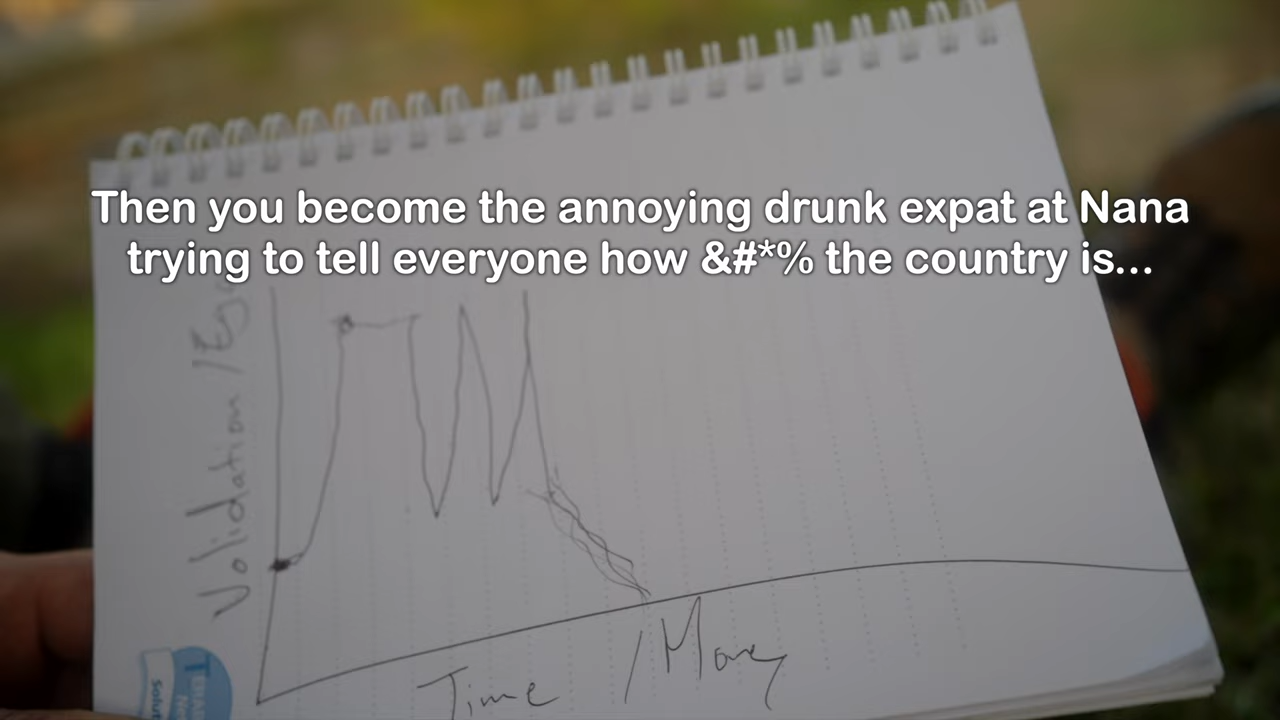 Then you become the annoying drunk expat at Nana
trying to tell everyone how &#*% the country is...
Validation /Ego
Time /Money